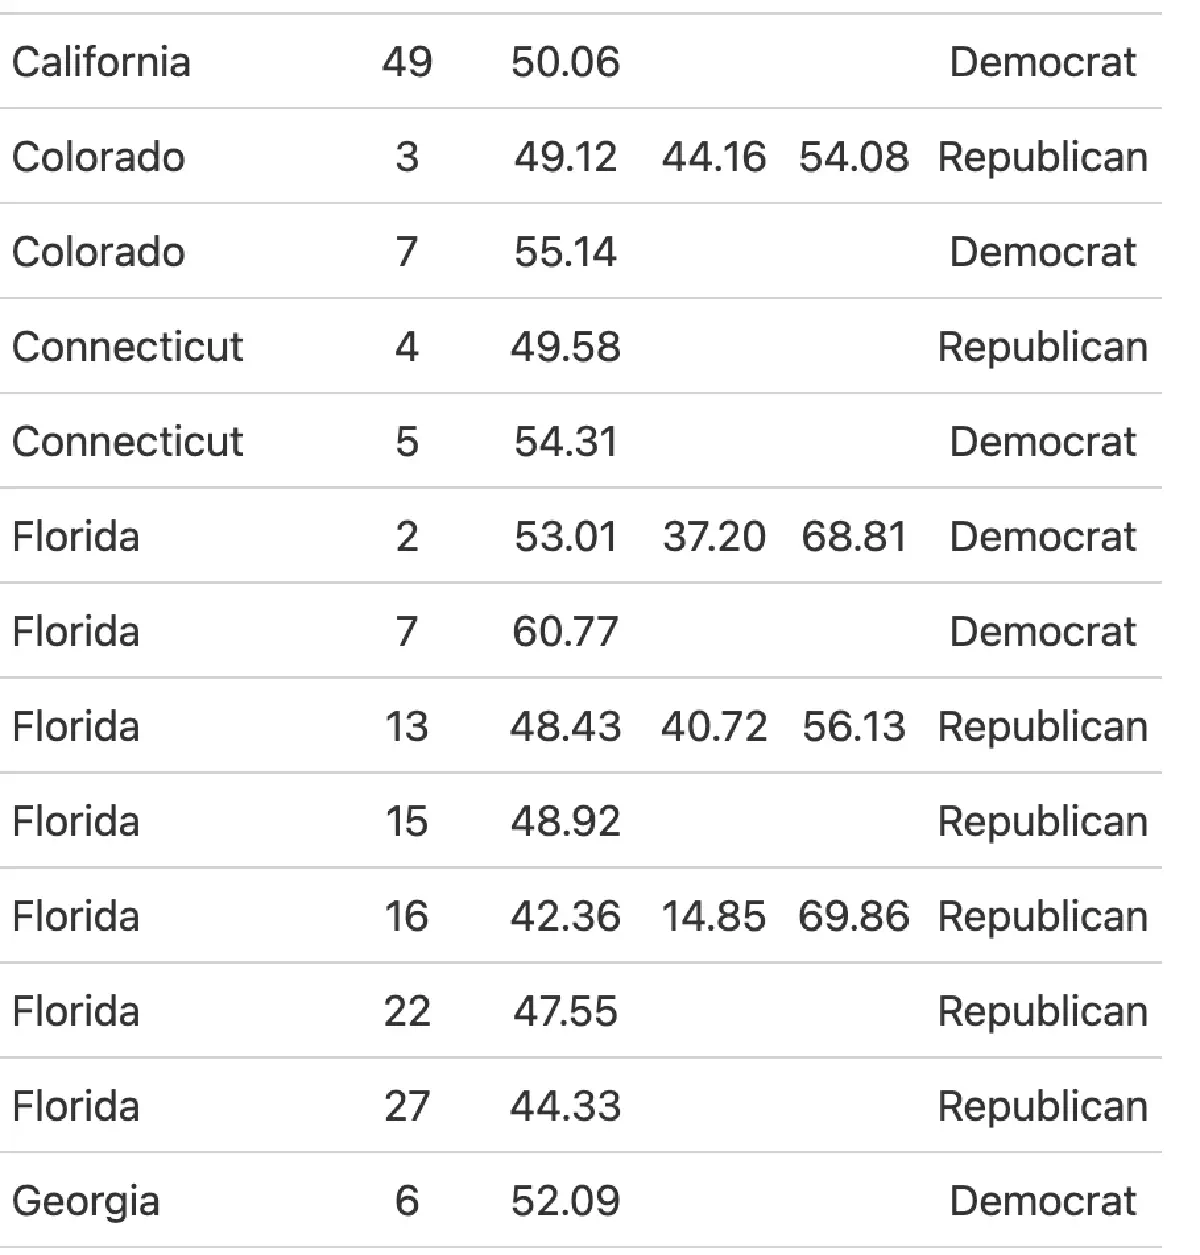 California 49 50.06 Democrat
Colorado 3 49.12 44.16 54.08 Republican
Colorado 7 55.14 Democrat
Connecticut 4 49.58 Republican
Connecticut 5 54.31 Democrat
Florida 2 53.01 37.20 68.81 Democrat
Florida 7 60.77 Democrat
Florida 13 48.43 40.72 56.13 Republican
Florida 15 48.92 Republican
Florida 16 42.36 14.85 69.86 Republican
Florida 22 47.55 Republican
Florida 27 44.33 Republican
Georgia 6 52.09 Democrat